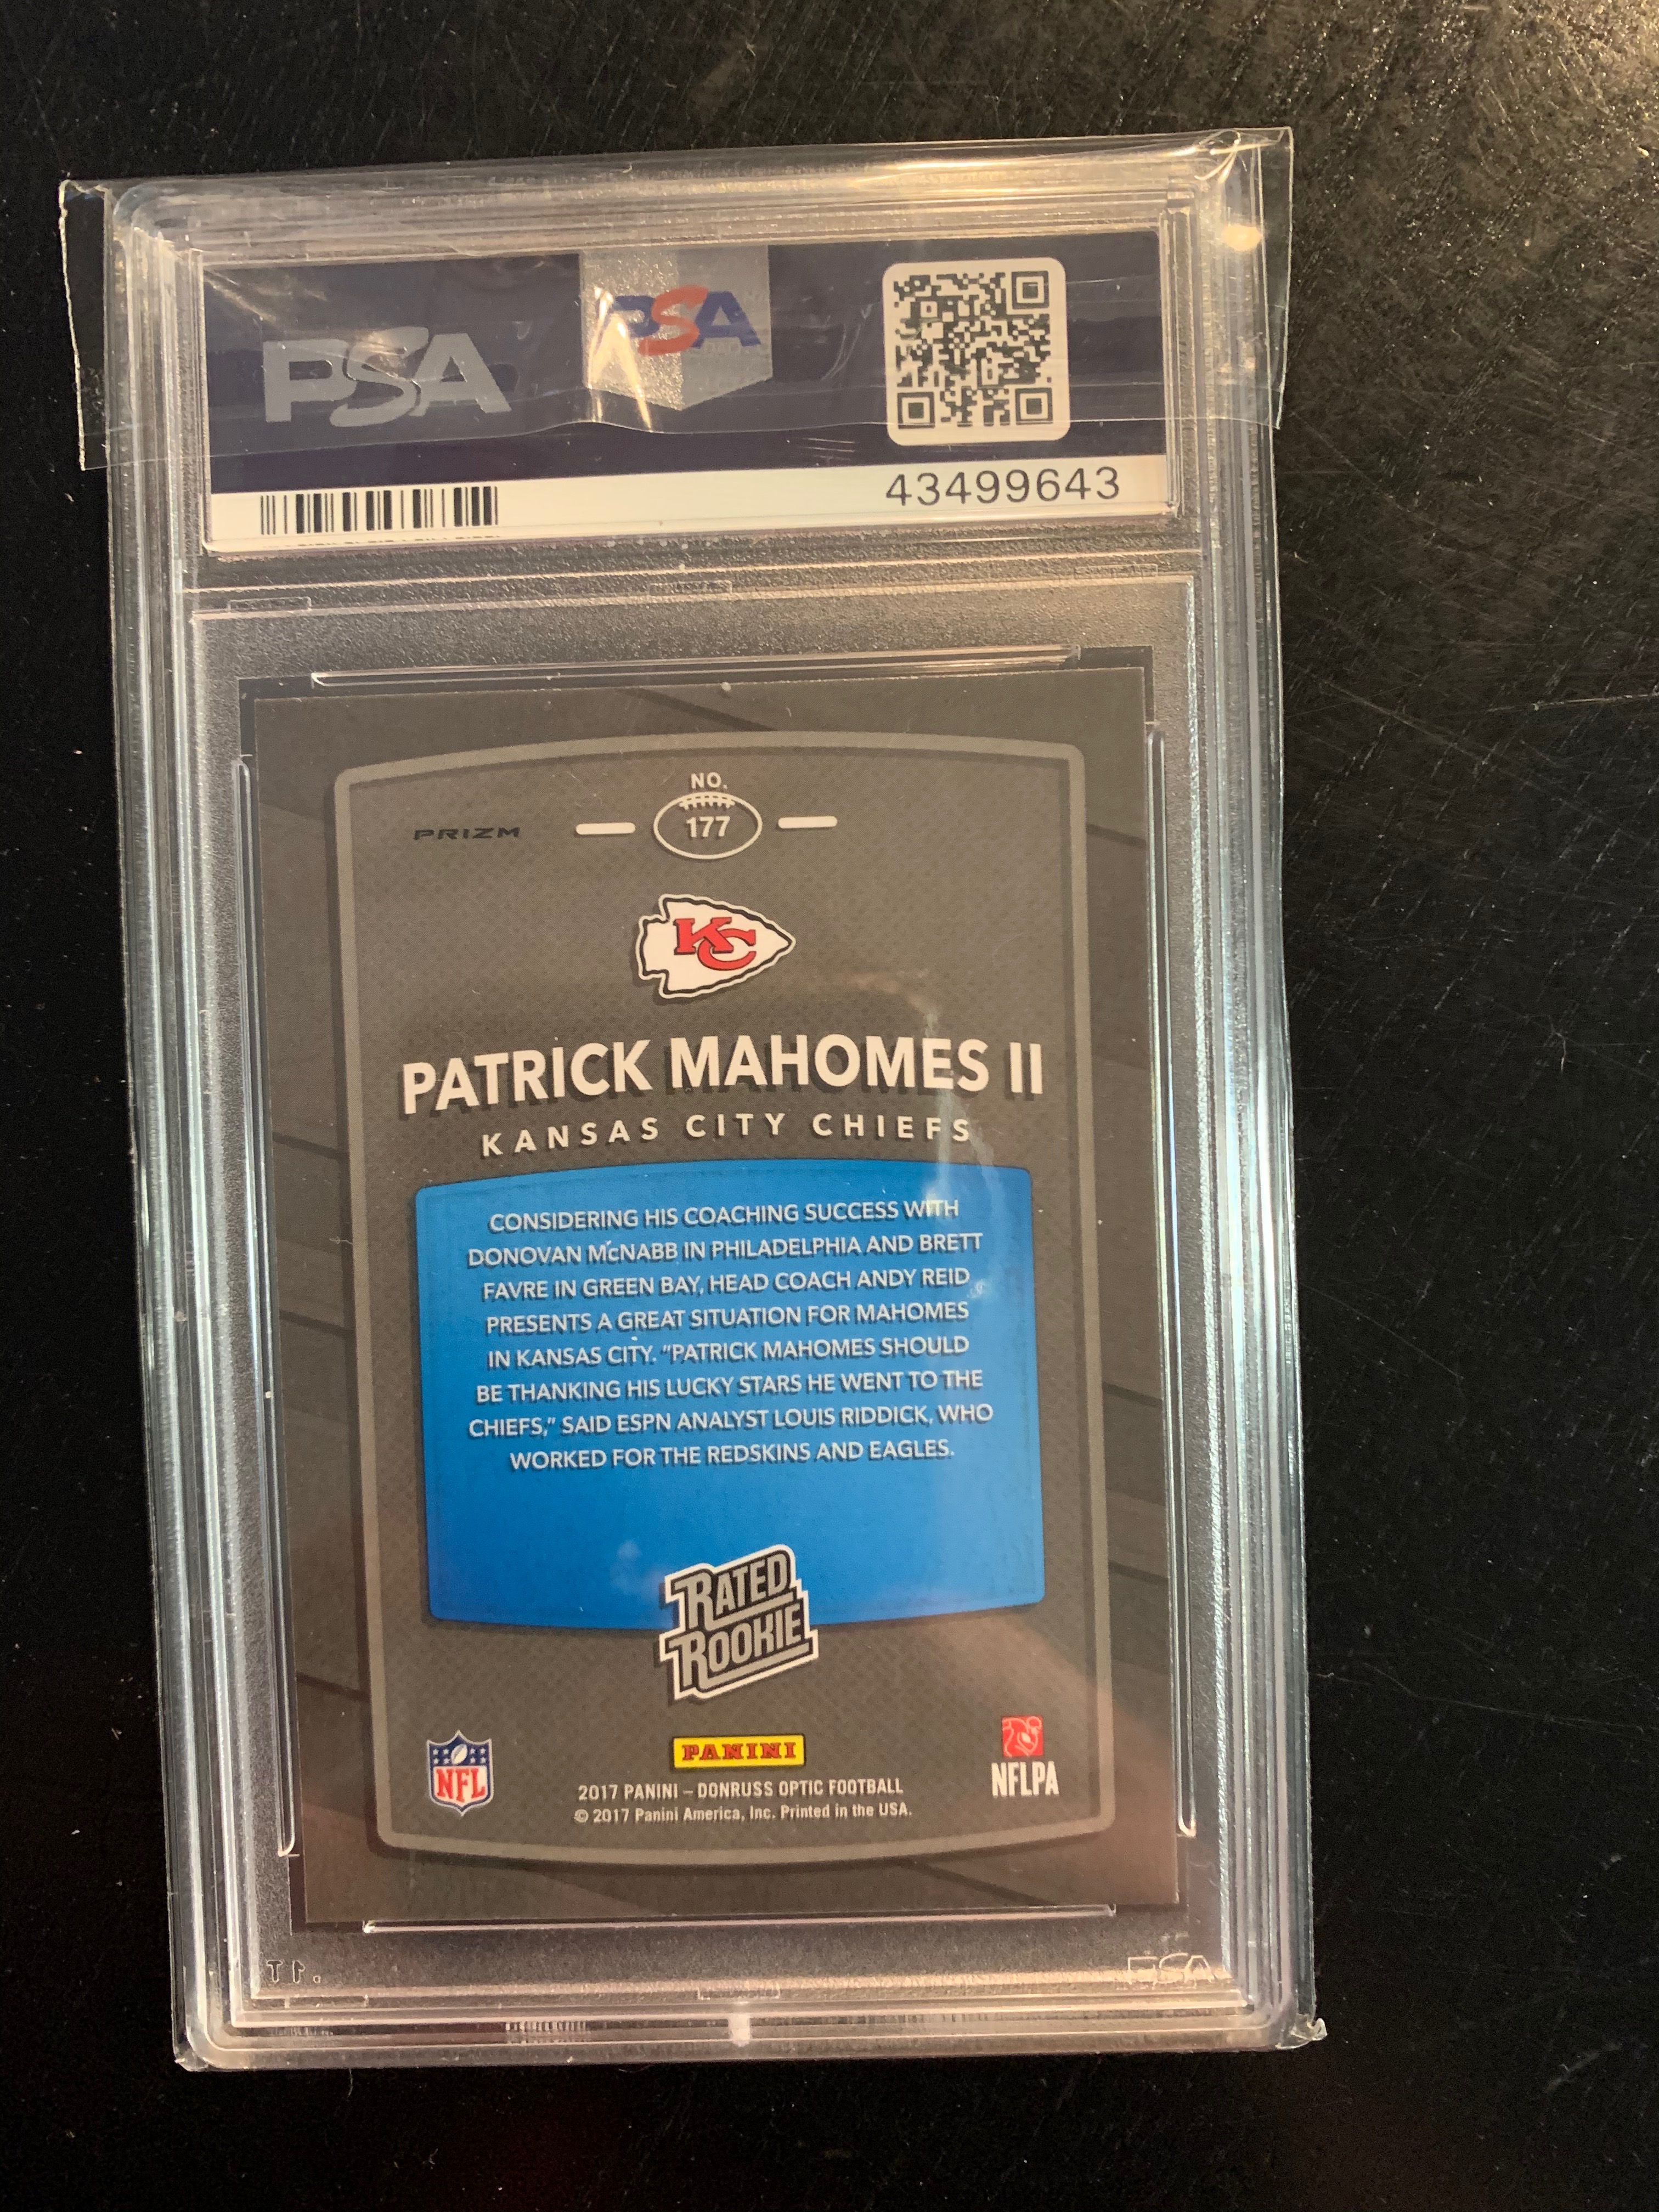 PSA
PSA
43499643
NO.
177
PRIZM
KC
PATRICK MAHOMES II
KANSAS CITY CHIEFS
CONSIDERING HIS COACHING SUCCESS WITH
DONOVAN McNABB IN PHILADELPHIA AND BRETT
FAVRE IN GREEN BAY, HEAD COACH ANDY REID
PRESENTS A GREAT SITUATION FOR MAHOMES
IN KANSAS CITY. "PATRICK MAHOMES SHOULD
BE THANKING HIS LUCKY STARS HE WENT TO THE
CHIEFS," SAID ESPN ANALYST LOUIS RIDDICK, WHO
WORKED FOR THE REDSKINS AND EAGLES.
RATED
ROOKIE
NFL
PANINI
NFLPA
2017 PANINI – DONRUSS OPTIC FOOTBALL
© 2017 Panini America, Inc. Printed in the USA.
PSA